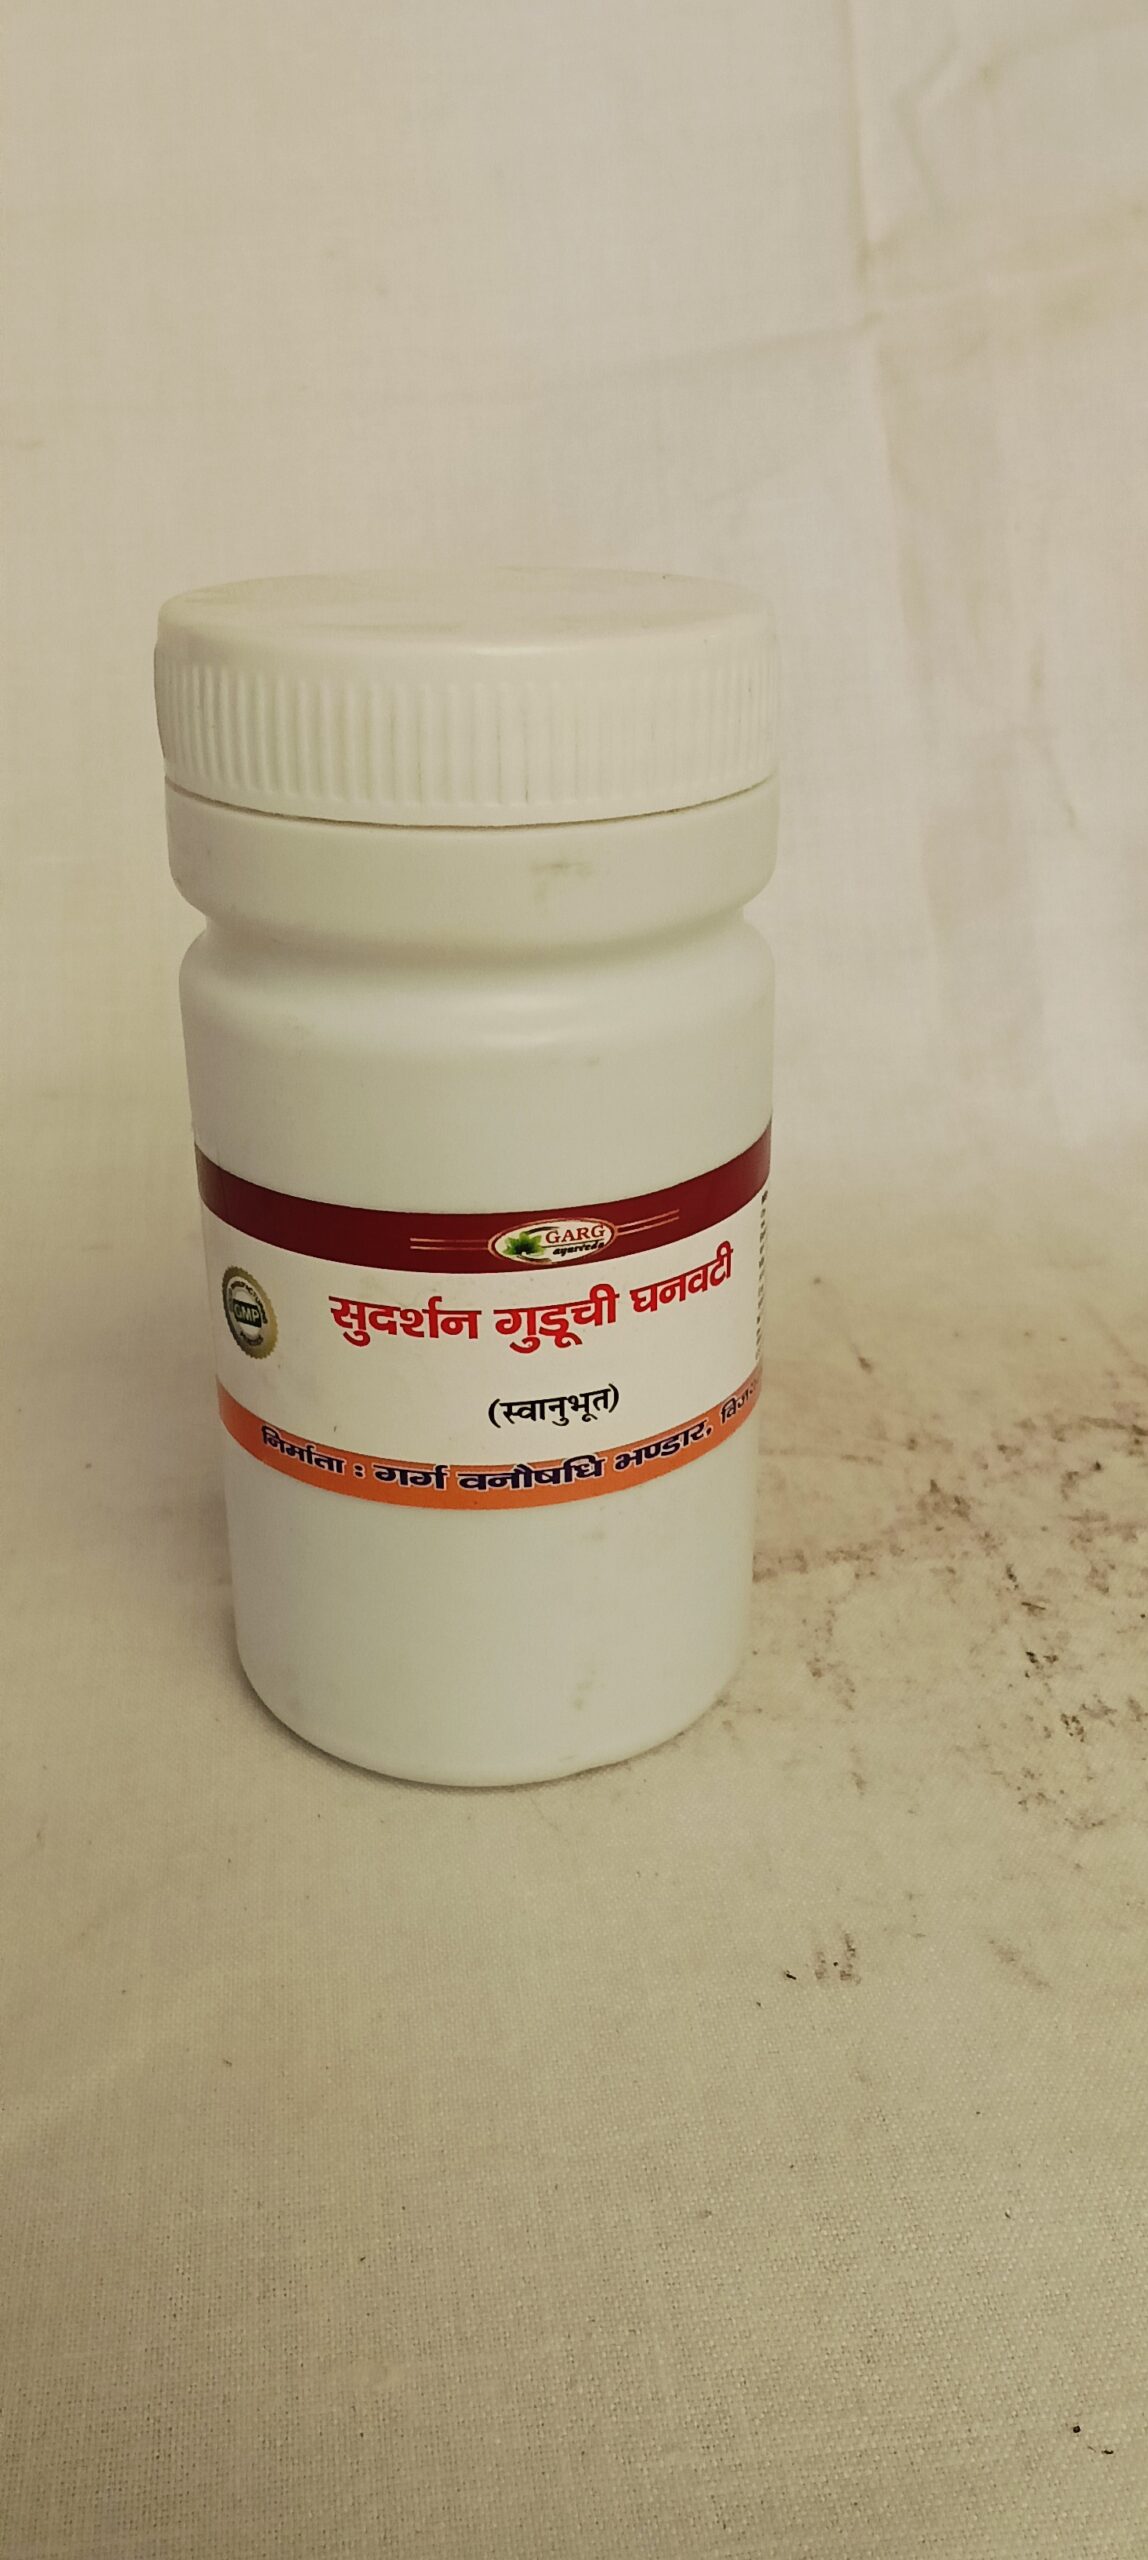 GARG
ayurveda
GMP
सुदर्शन गुडूची घनवटी
(स्वानुभूत)
निर्माता : गर्ग वनौषधि भण्डार,